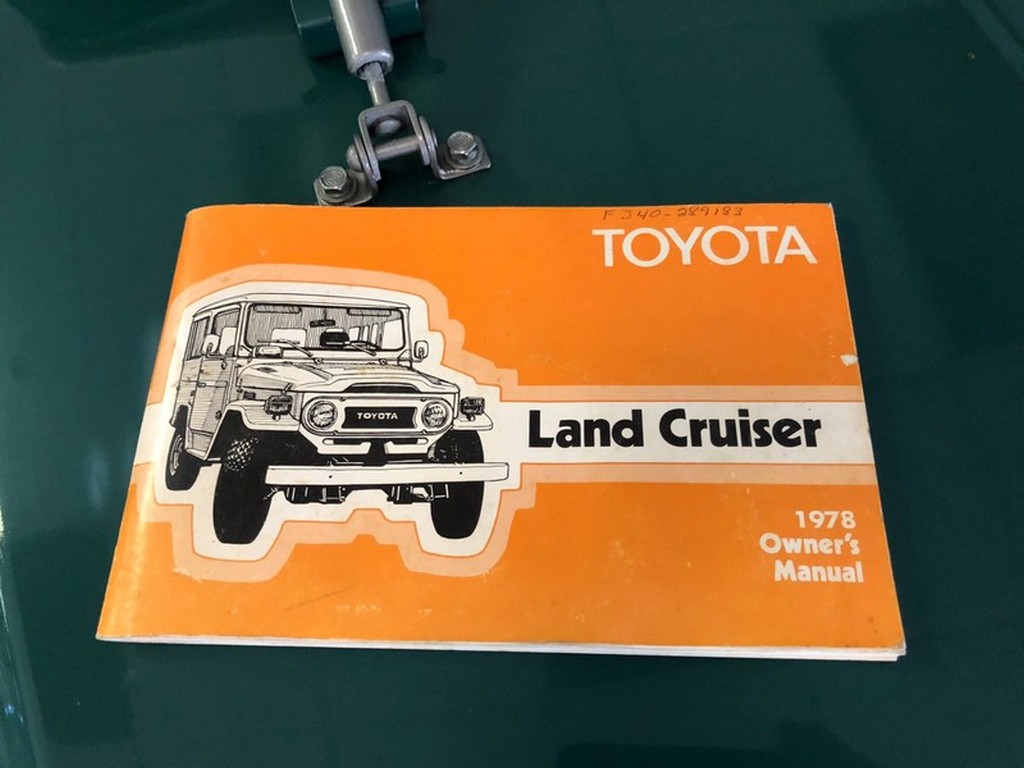 FJ40-289183
TOYOTA
TOYOTA
Land Cruiser
1978
Owner's
Manual